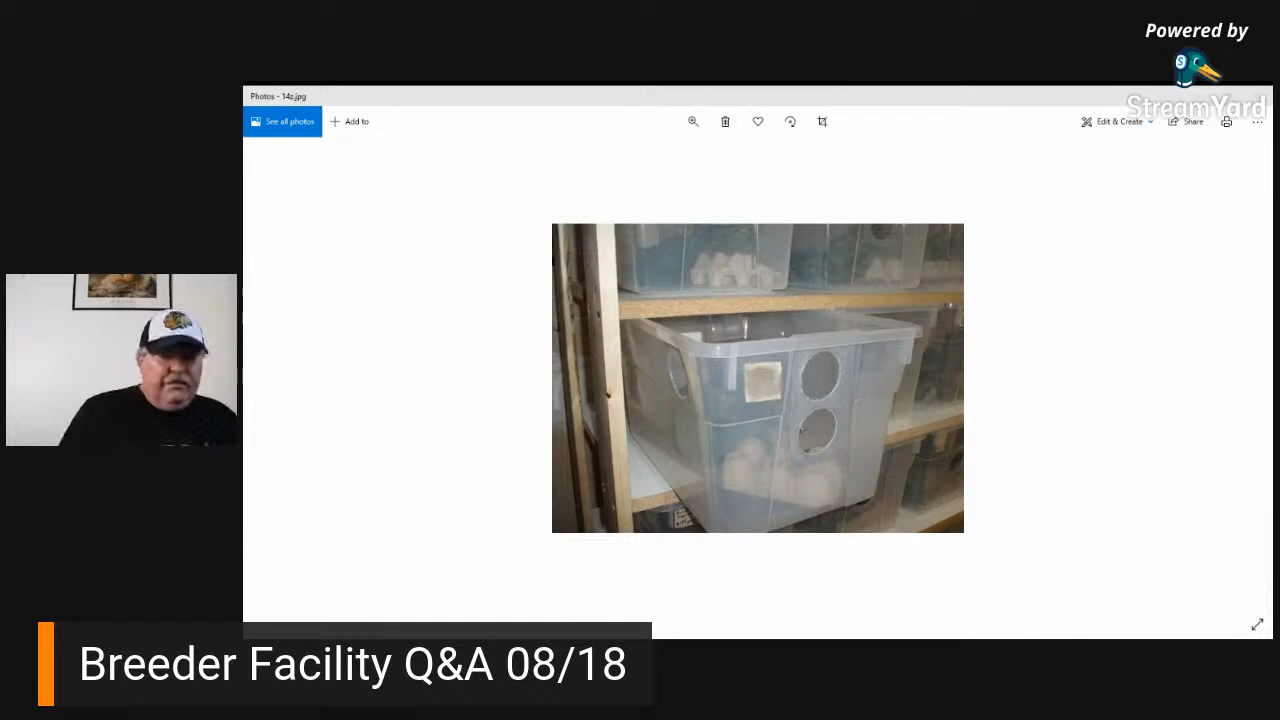 Powered by
StreamYard
Photos - 14z.jpg
See all photos
Add to
Edit & Create
Share
Breeder Facility Q&A 08/18